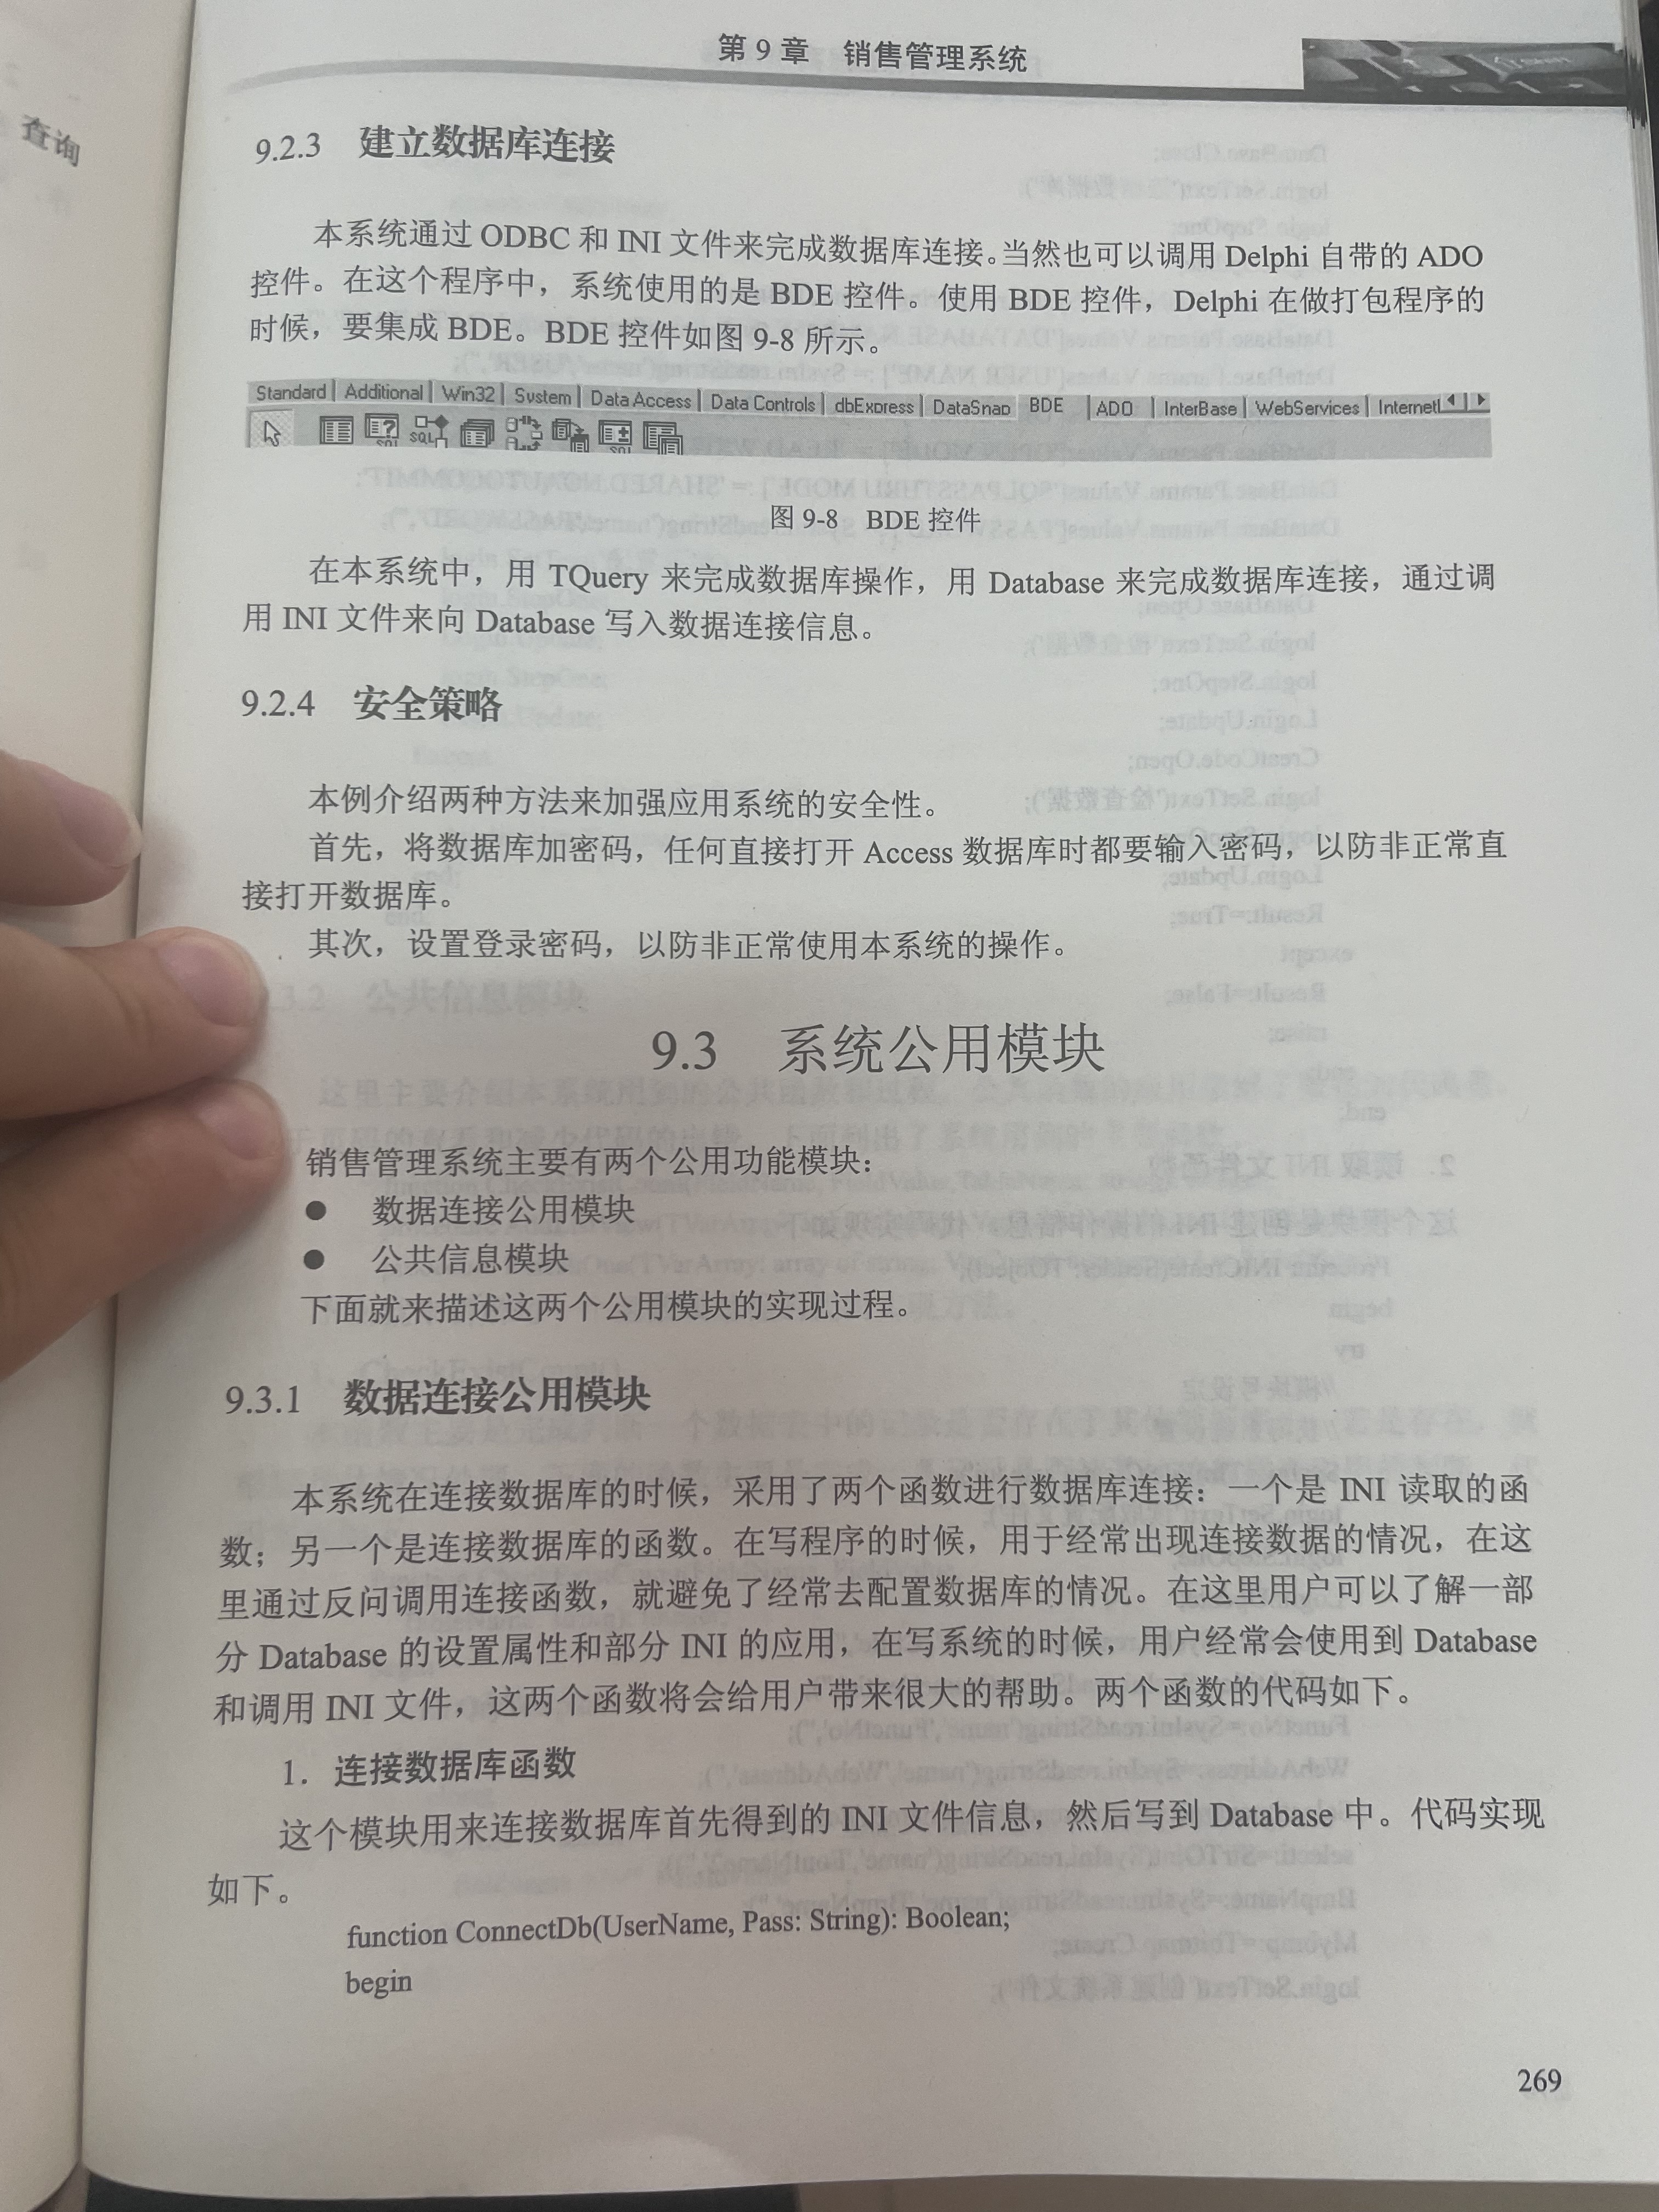 查询
第9章 销售管理系统
9.2.3 建立数据库连接
本系统通过 ODBC 和 INI 文件来完成数据库连接。当然也可以调用 Delphi 自带的 ADO
控件。在这个程序中，系统使用的是 BDE 控件。使用 BDE 控件，Delphi 在做打包程序的
时候，要集成 BDE。BDE 控件如图 9-8 所示。
Standard Additional Win32 System Data Access Data Controls dbExpress DataSnap BDE ADO InterBase WebServices Internet
图 9-8 BDE 控件
在本系统中，用 TQuery 来完成数据库操作，用 Database 来完成数据库连接，通过调
用 INI 文件来向 Database 写入数据连接信息。
9.2.4 安全策略
本例介绍两种方法来加强应用系统的安全性。
首先，将数据库加密码，任何直接打开 Access 数据库时都要输入密码，以防非正常直
接打开数据库。
其次，设置登录密码，以防非正常使用本系统的操作。
9.3 系统公用模块
销售管理系统主要有两个公用功能模块：
● 数据连接公用模块
● 公共信息模块
下面就来描述这两个公用模块的实现过程。
9.3.1 数据连接公用模块
本系统在连接数据库的时候，采用了两个函数进行数据库连接：一个是 INI 读取的函
数；另一个是连接数据库的函数。在写程序的时候，用于经常出现连接数据的情况，在这
里通过反问调用连接函数，就避免了经常去配置数据库的情况。在这里用户可以了解一部
分 Database 的设置属性和部分 INI 的应用，在写系统的时候，用户经常会使用到 Database
和调用 INI 文件，这两个函数将会给用户带来很大的帮助。两个函数的代码如下。
1．连接数据库函数
这个模块用来连接数据库首先得到的 INI 文件信息，然后写到 Database 中。代码实现
如下。
function ConnectDb(UserName, Pass: String): Boolean;
begin
269